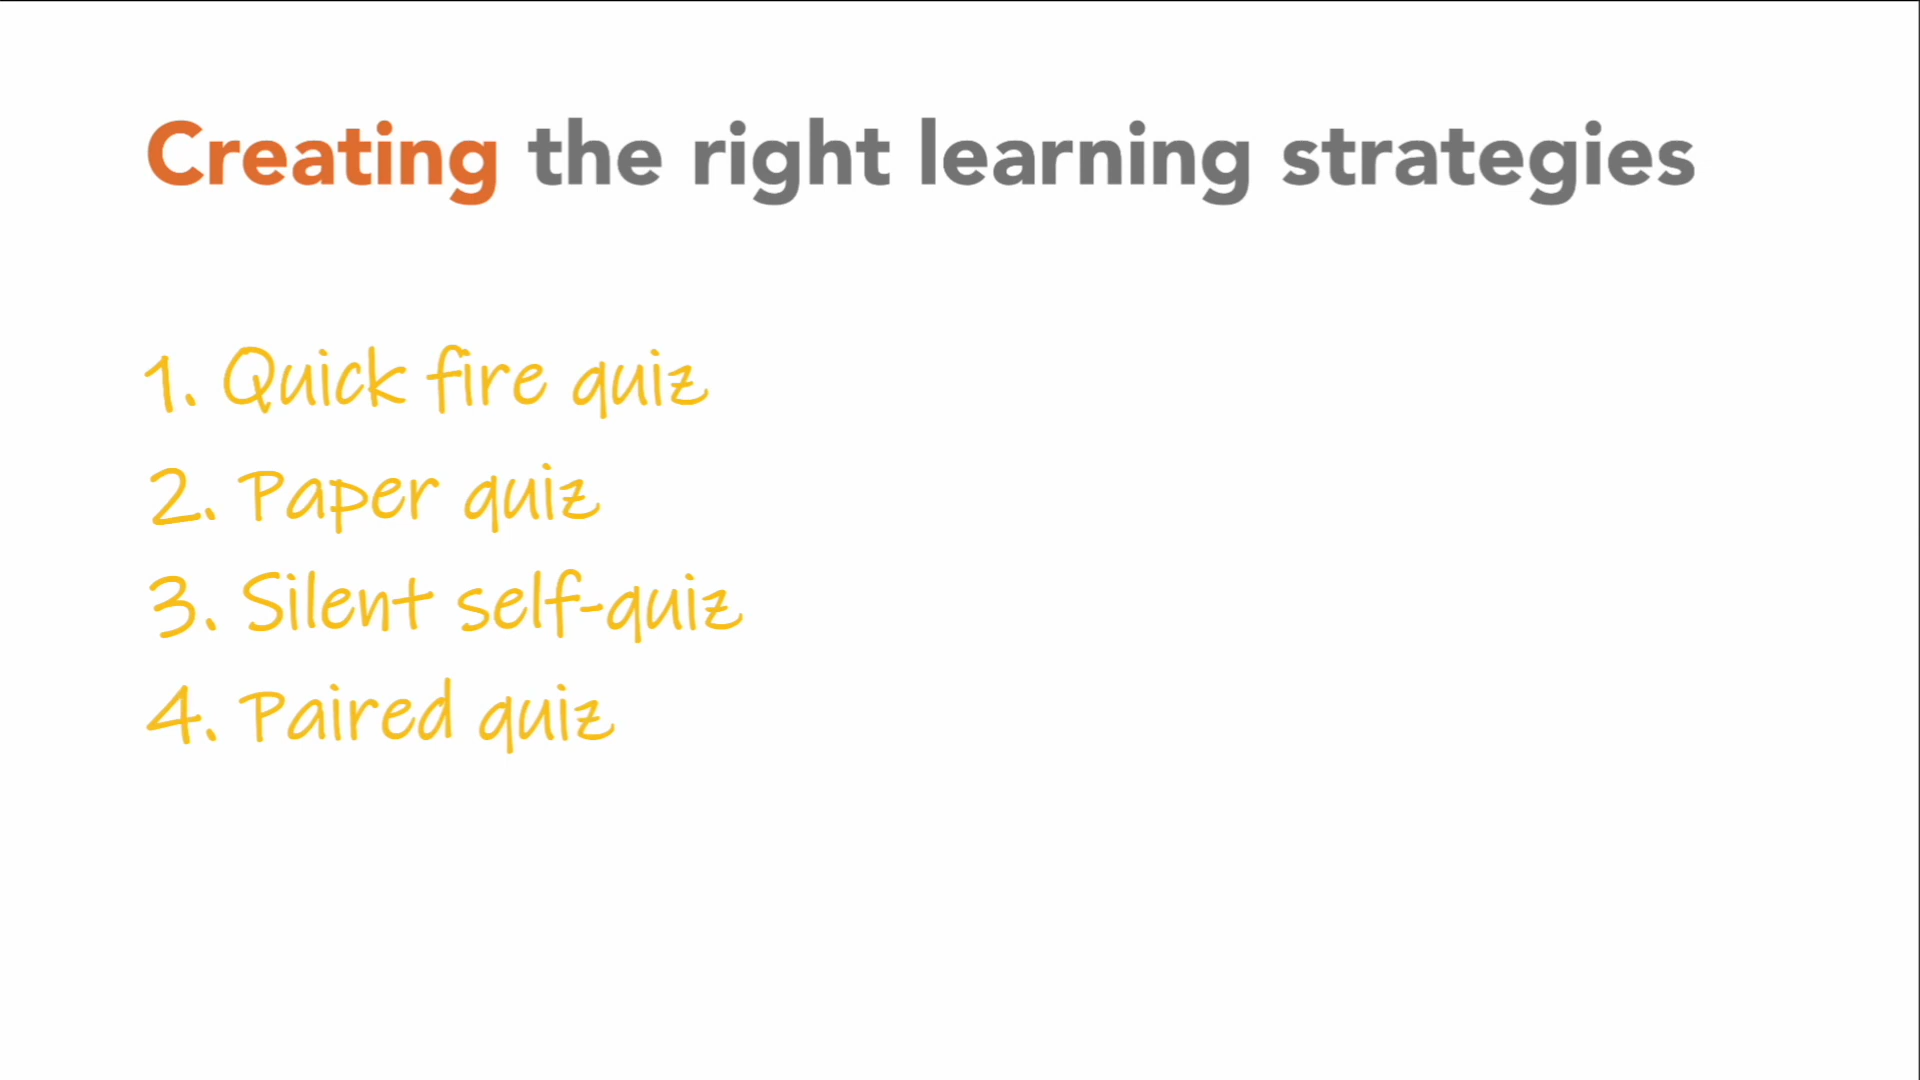 Creating the right learning strategies
1. Quick fire quiz
2. Paper quiz
3. Silent self-quiz
4. Paired quiz